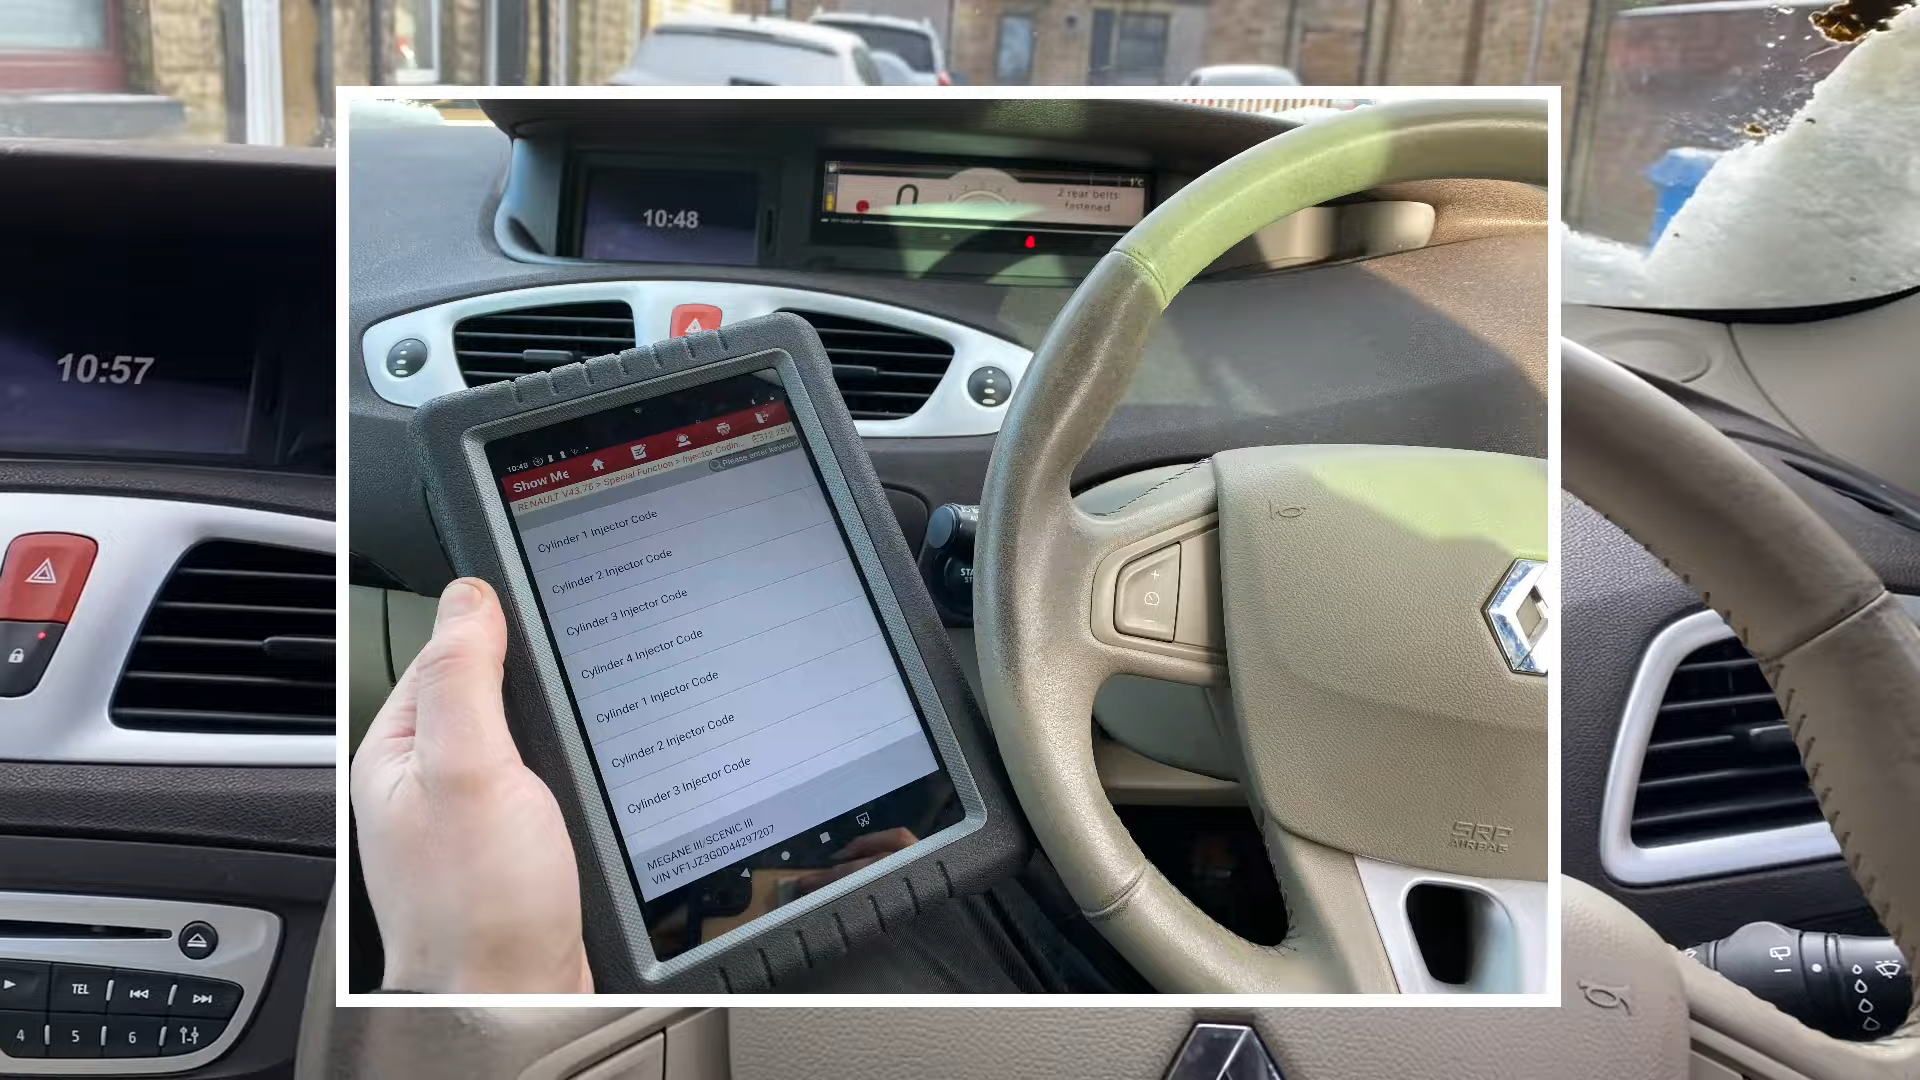 10:57
TEL
4
5
6
10:48
0
1°C
2 rear belts
fastened
10:48
Show Me
RENAULT V43.76 > Special Function > Injector Codin...
Please enter keyword
Cylinder 1 Injector Code
Cylinder 2 Injector Code
Cylinder 3 Injector Code
Cylinder 4 Injector Code
Cylinder 1 Injector Code
Cylinder 2 Injector Code
Cylinder 3 Injector Code
MEGANE III/SCENIC III
VIN VF1JZ3G0D44297207
SRP
AIRBAG